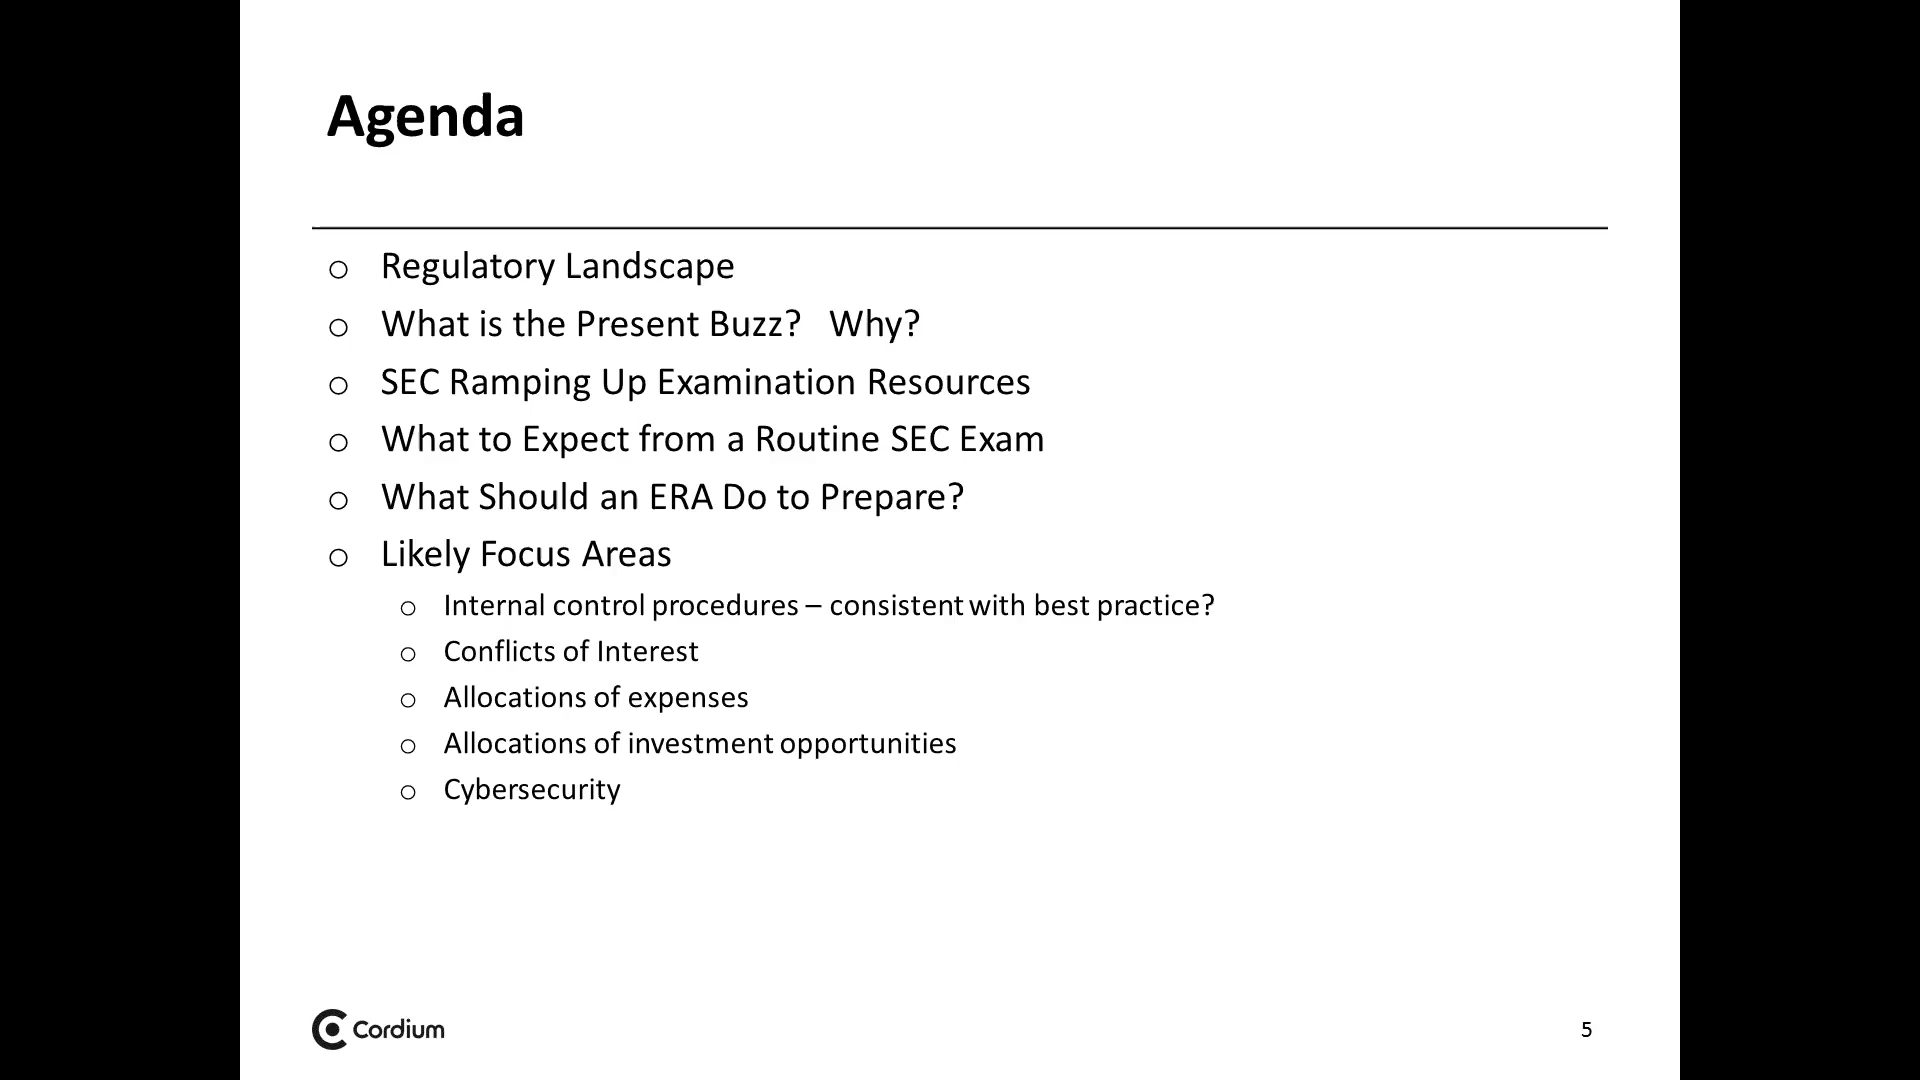 Agenda
o Regulatory Landscape
o What is the Present Buzz? Why?
o SEC Ramping Up Examination Resources
o What to Expect from a Routine SEC Exam
o What Should an ERA Do to Prepare?
o Likely Focus Areas
o Internal control procedures – consistent with best practice?
o Conflicts of Interest
o Allocations of expenses
o Allocations of investment opportunities
o Cybersecurity
Cordium
5